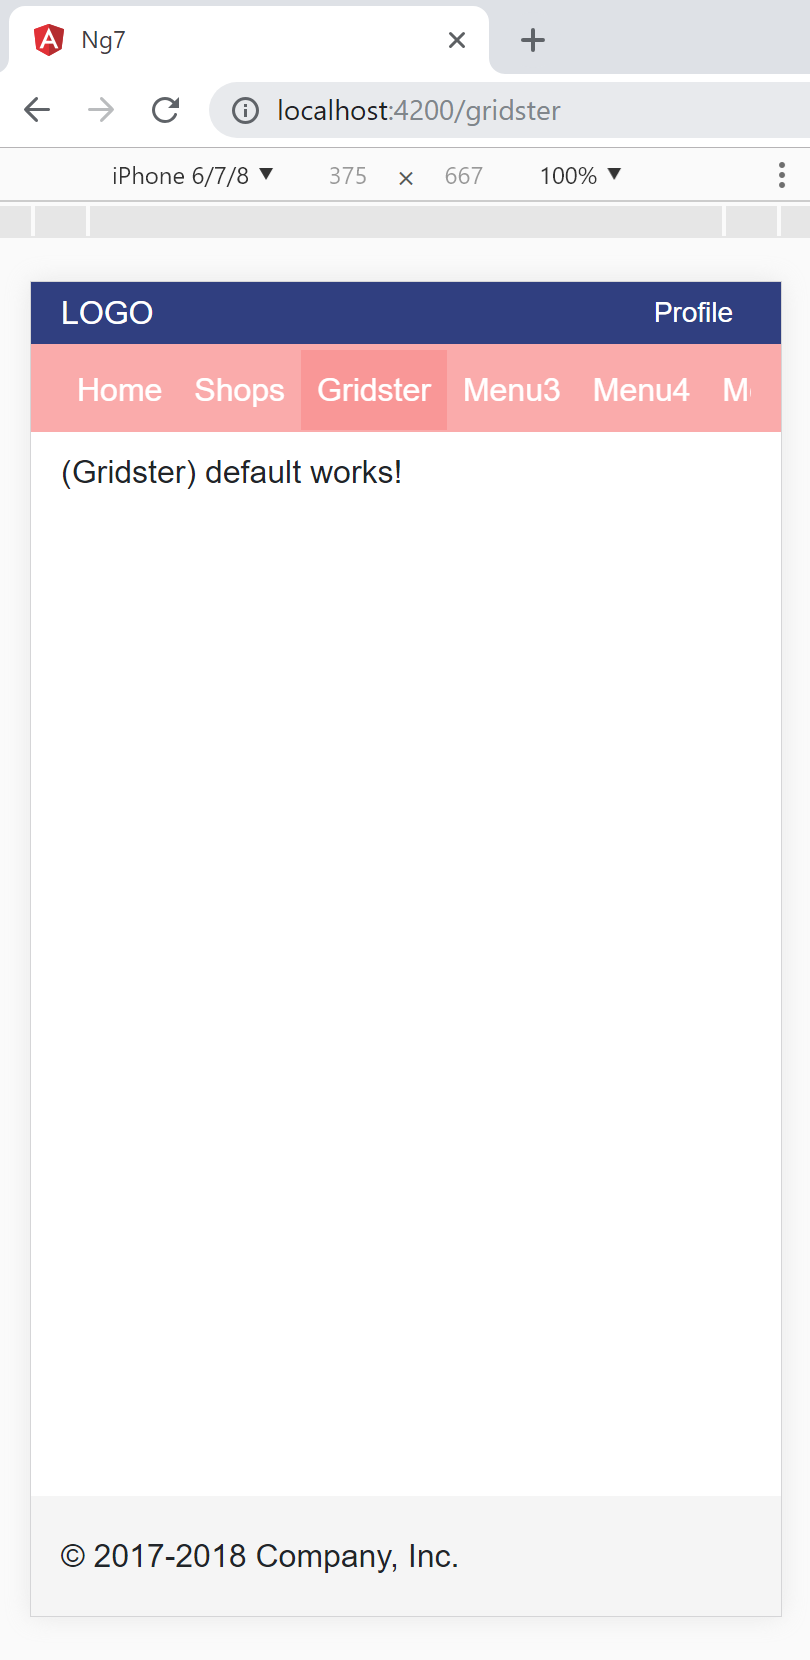 Ng7
localhost:4200/gridster
iPhone 6/7/8 ▼ 375 × 667 100% ▼
LOGO Profile
Home Shops Gridster Menu3 Menu4
(Gridster) default works!
© 2017-2018 Company, Inc.